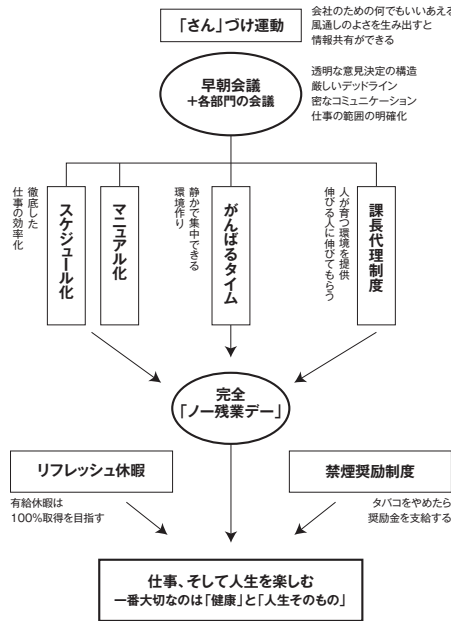 「さん」づけ運動
会社のための何でもいいあえる
風通しのよさを生み出すと
情報共有ができる
早朝会議
＋各部門の会議
透明な意見決定の構造
厳しいデッドライン
密なコミュニケーション
仕事の範囲の明確化
徹底した
仕事の効率化
スケジュール化
マニュアル化
静かで集中できる
環境作り
がんばるタイム
人が育つ環境を提供
伸びる人に伸びてもらう
課長代理制度
完全
「ノー残業デー」
リフレッシュ休暇
有給休暇は
100％取得を目指す
禁煙奨励制度
タバコをやめたら
奨励金を支給する
仕事、そして人生を楽しむ
一番大切なのは「健康」と「人生そのもの」